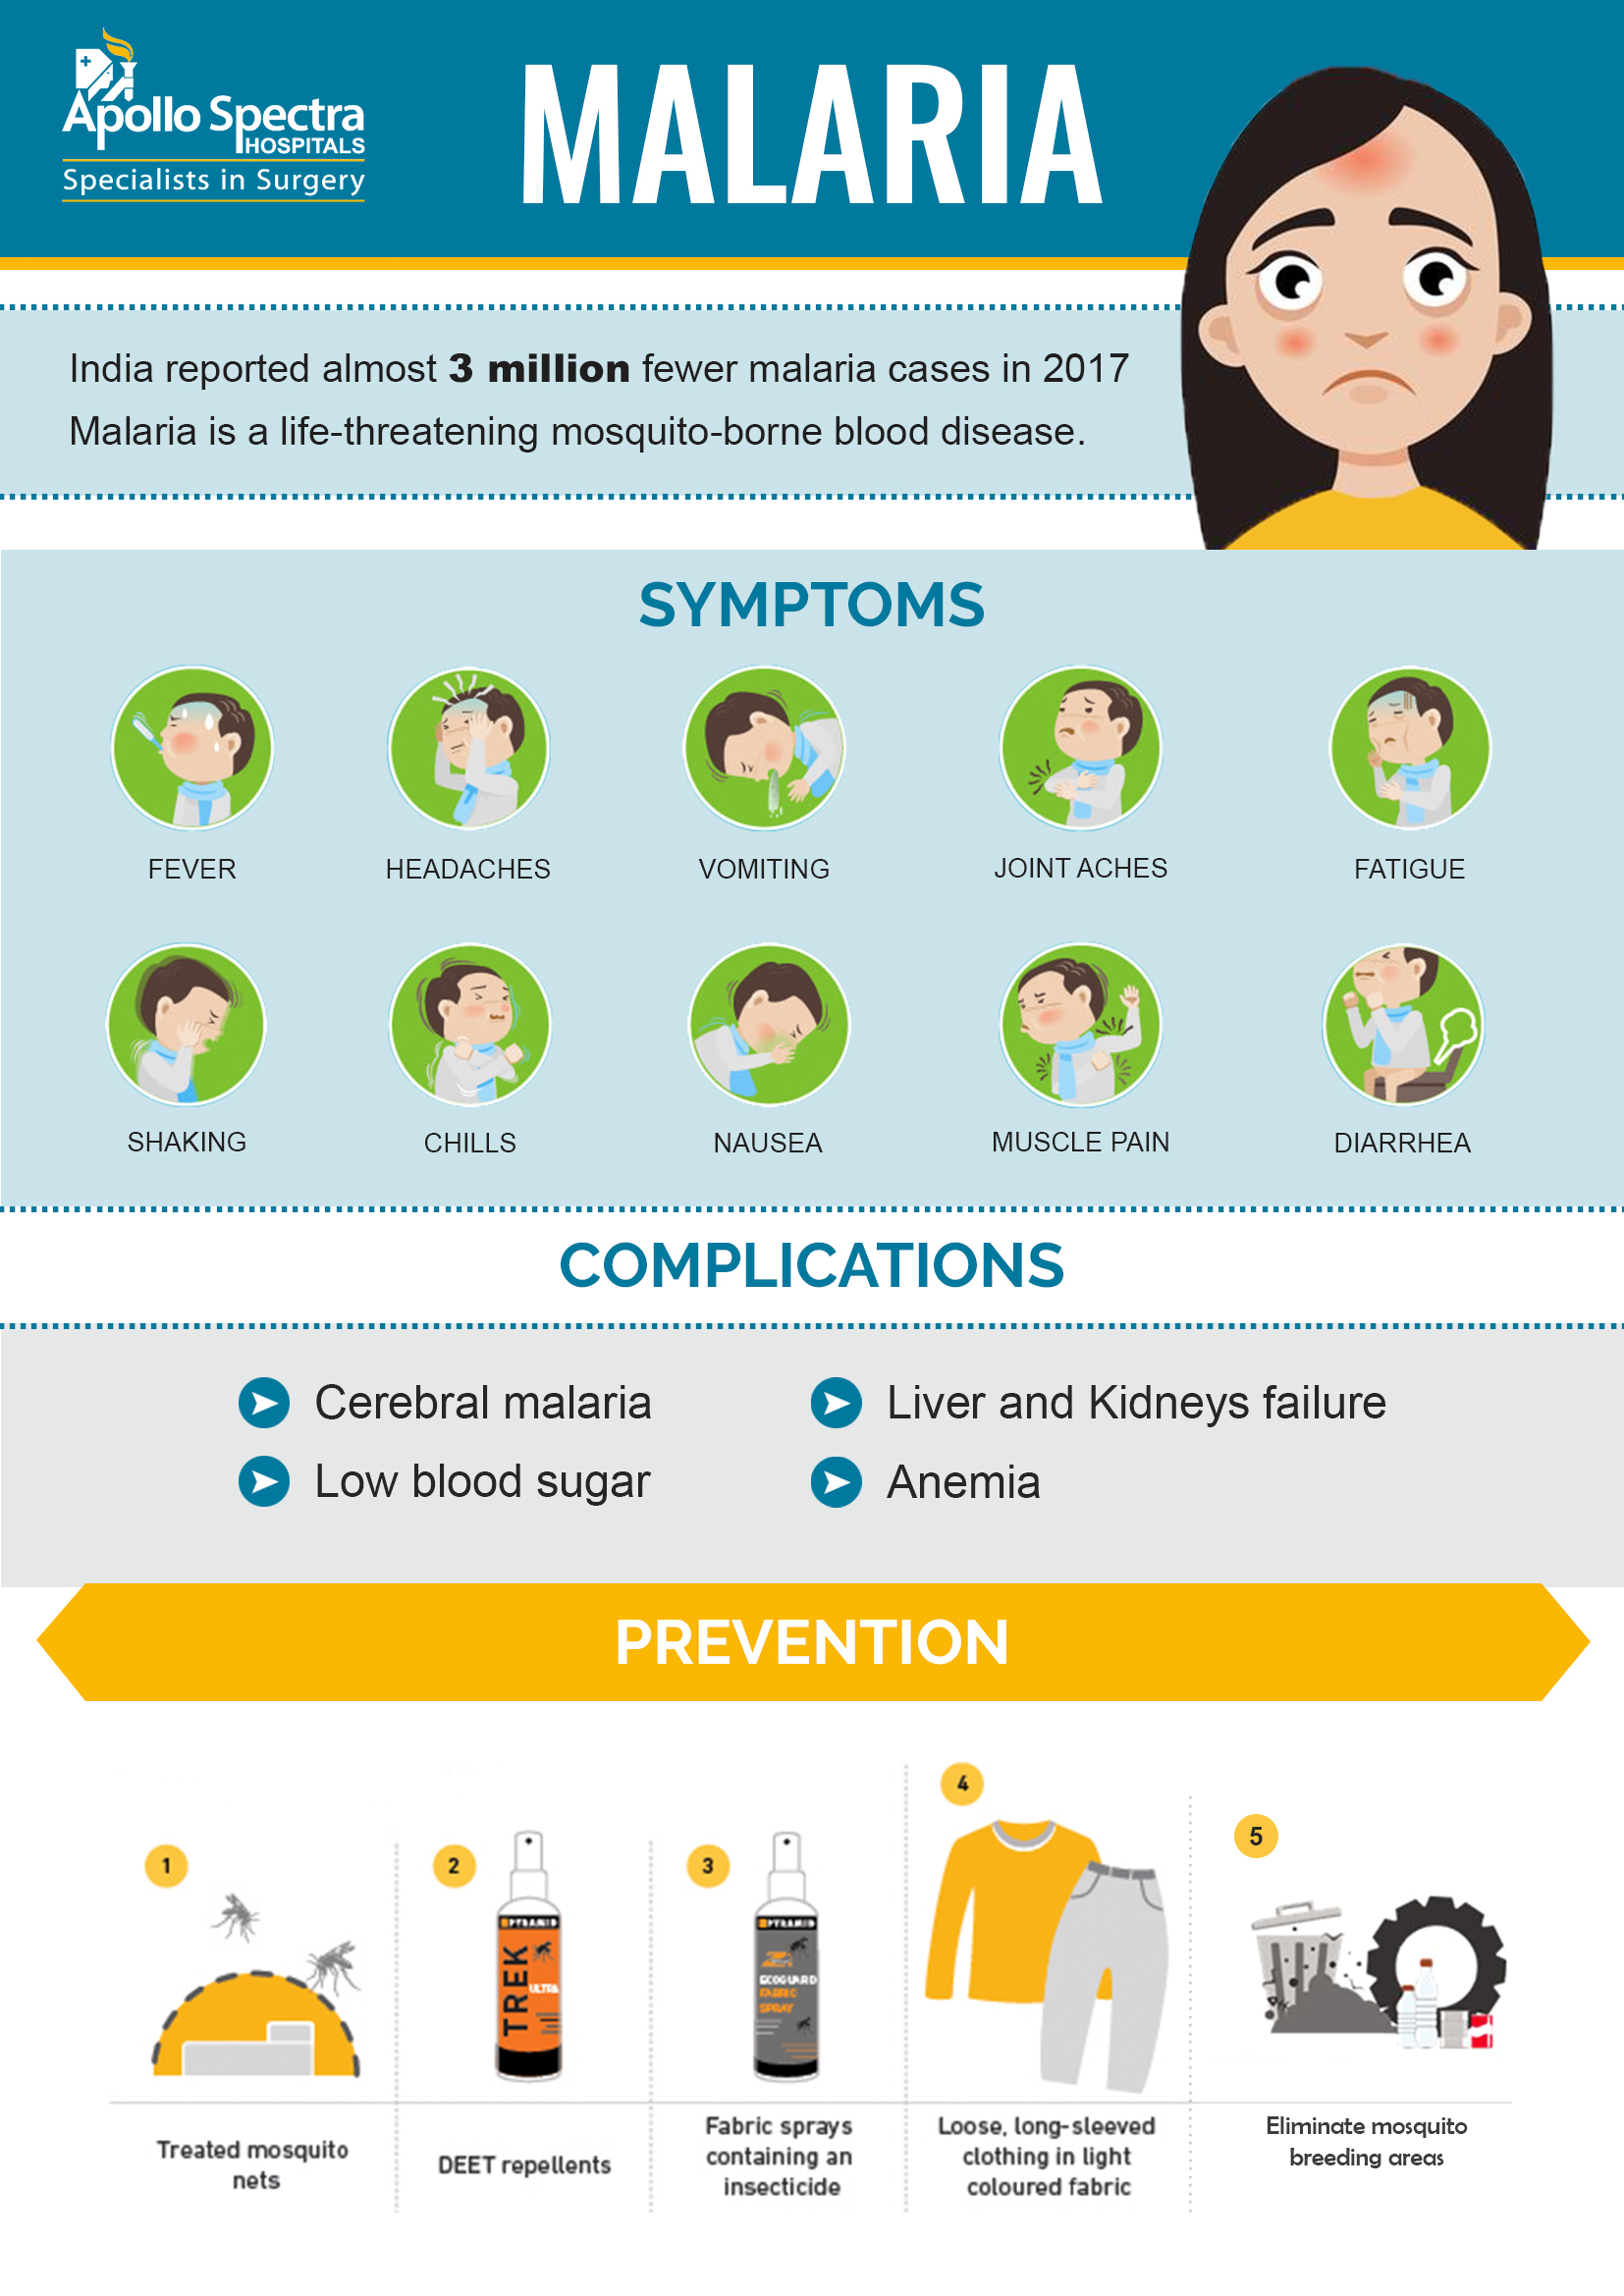 Apollo Spectra
HOSPITALS
Specialists in Surgery
MALARIA
India reported almost 3 million fewer malaria cases in 2017
Malaria is a life-threatening mosquito-borne blood disease.
SYMPTOMS
FEVER
HEADACHES
VOMITING
JOINT ACHES
FATIGUE
SHAKING
CHILLS
NAUSEA
MUSCLE PAIN
DIARRHEA
COMPLICATIONS
Cerebral malaria
Liver and Kidneys failure
Low blood sugar
Anemia
PREVENTION
1
Treated mosquito
nets
2
PYRAMID
TREK
ULTRA
DEET repellents
3
PYRAMID
ECOGUARD
FABRIC
SPRAY
Fabric sprays
containing an
insecticide
4
Loose, long-sleeved
clothing in light
coloured fabric
5
Eliminate mosquito
breeding areas